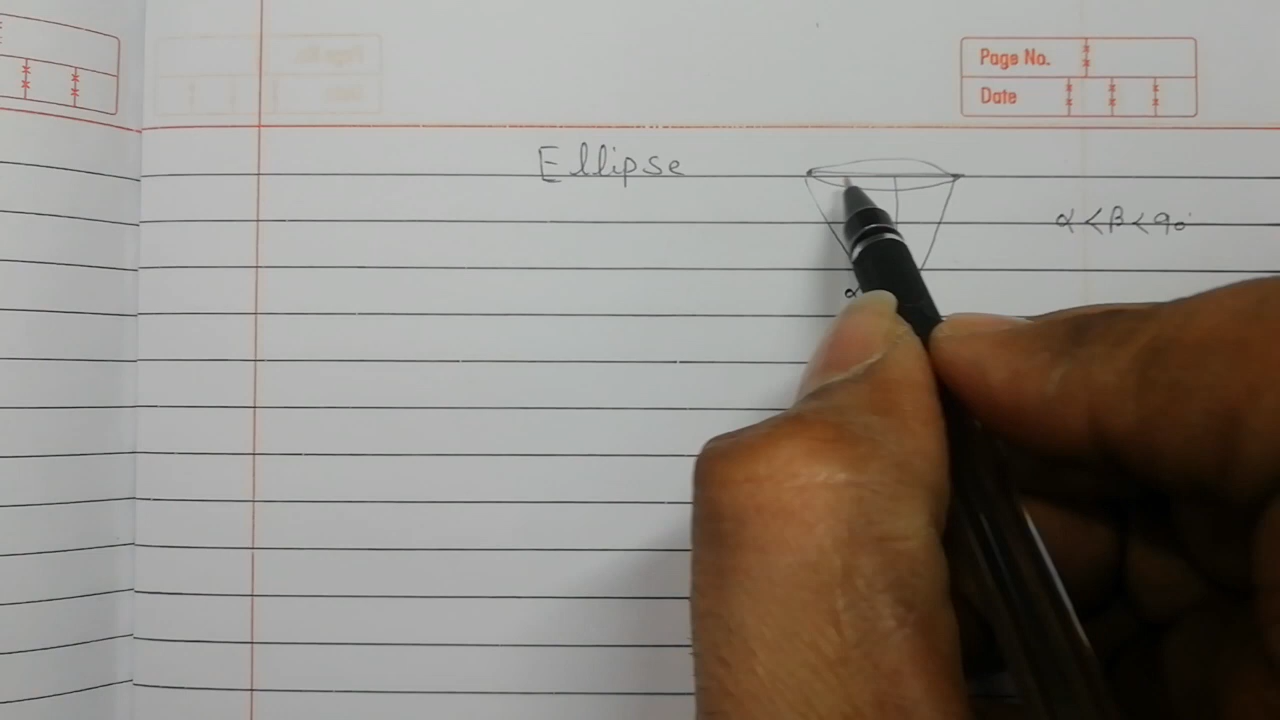 Page No.
Date
Ellipse
α < β < 90°
α